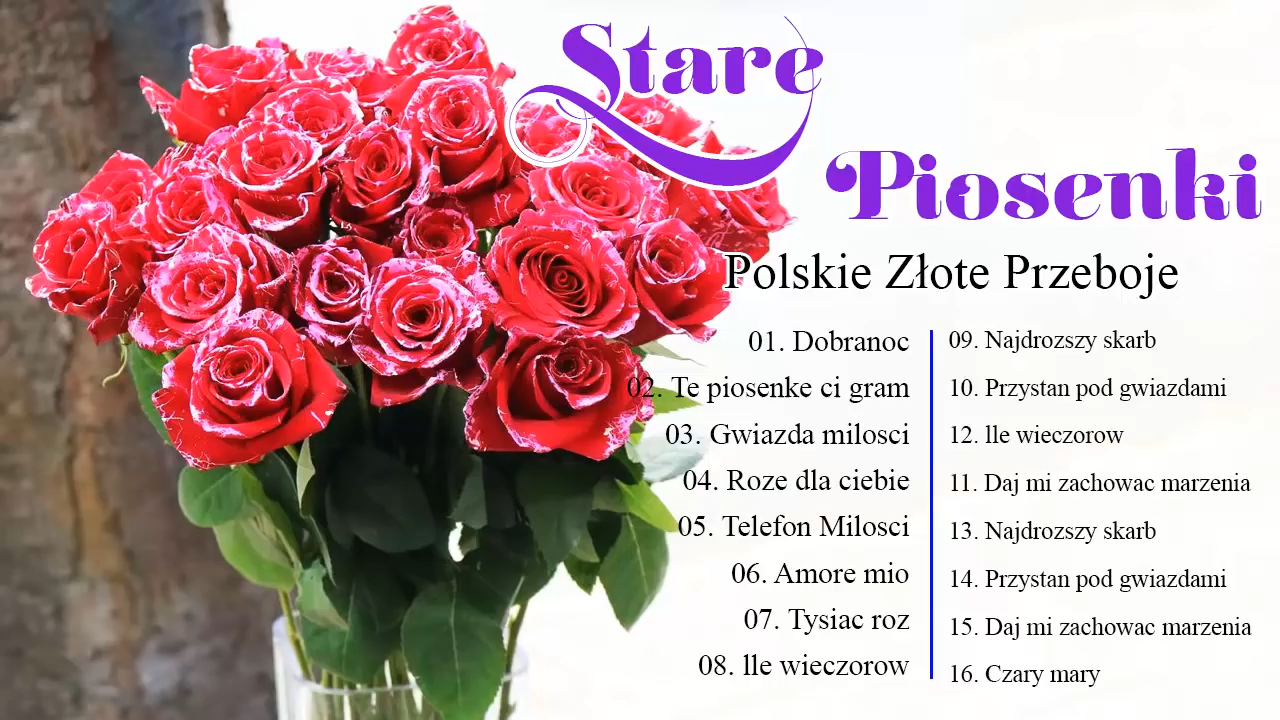 Stare
Piosenki
Polskie Złote Przeboje
01. Dobranoc
02. Te piosenke ci gram
03. Gwiazda milosci
04. Roze dla ciebie
05. Telefon Milosci
06. Amore mio
07. Tysiac roz
08. lle wieczorow
09. Najdrozszy skarb
10. Przystan pod gwiazdami
12. lle wieczorow
11. Daj mi zachowac marzenia
13. Najdrozszy skarb
14. Przystan pod gwiazdami
15. Daj mi zachowac marzenia
16. Czary mary